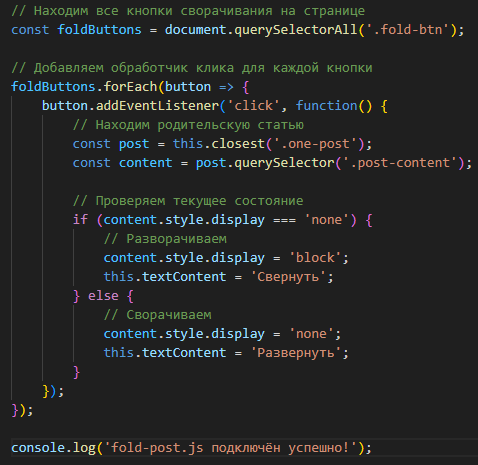 // Находим все кнопки сворачивания на странице
const foldButtons = document.querySelectorAll('.fold-btn');
// Добавляем обработчик клика для каждой кнопки
foldButtons.forEach(button => {
button.addEventListener('click', function() {
// Находим родительскую статью
const post = this.closest('.one-post');
const content = post.querySelector('.post-content');
// Проверяем текущее состояние
if (content.style.display === 'none') {
// Разворачиваем
content.style.display = 'block';
this.textContent = 'Свернуть';
} else {
// Сворачиваем
content.style.display = 'none';
this.textContent = 'Развернуть';
}
});
});
console.log('fold-post.js подключён успешно!');